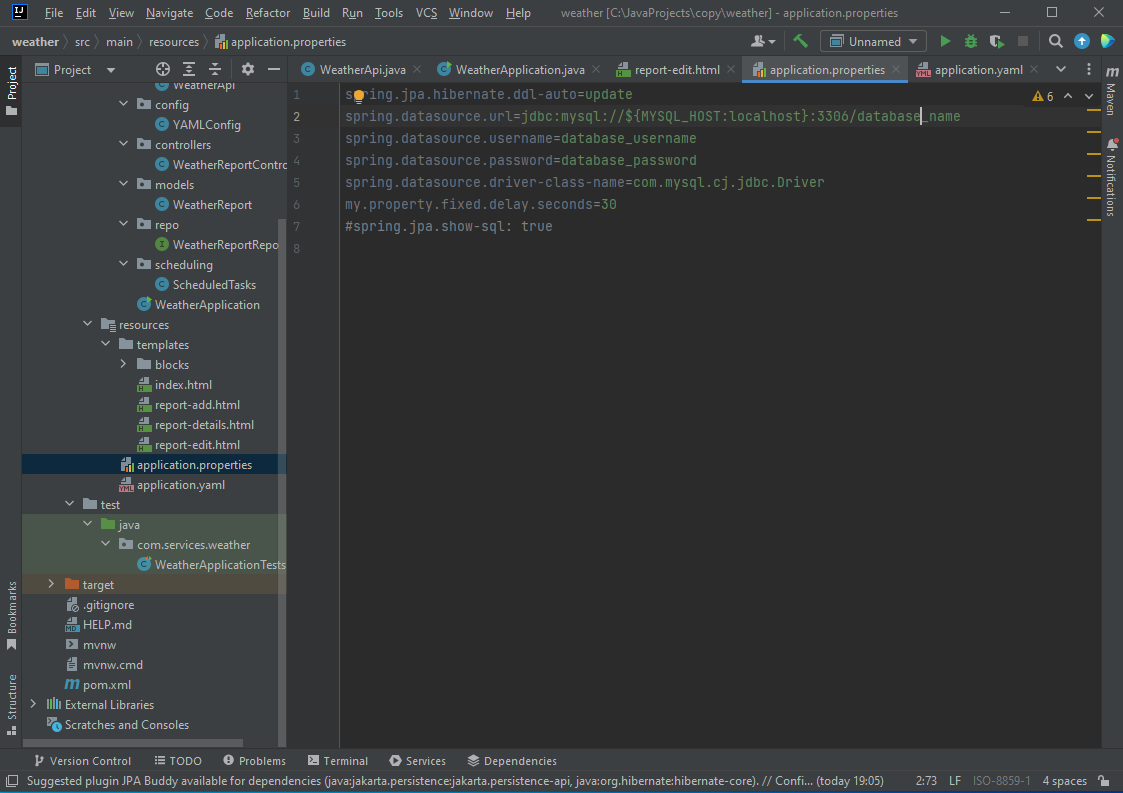 File Edit View Navigate Code Refactor Build Run Tools VCS Window Help weather [C:\JavaProjects\copy\weather] - application.properties
weather src main resources application.properties Unnamed
Project WeatherApi.java WeatherApplication.java report-edit.html application.properties application.yaml
Project
Maven
Notifications
Bookmarks
Structure
WeatherApi
config
YAMLConfig
controllers
WeatherReportContro
models
WeatherReport
repo
WeatherReportRepo
scheduling
ScheduledTasks
WeatherApplication
resources
templates
blocks
index.html
report-add.html
report-details.html
report-edit.html
application.properties
application.yaml
test
java
com.services.weather
WeatherApplicationTests
target
.gitignore
HELP.md
mvnw
mvnw.cmd
pom.xml
External Libraries
Scratches and Consoles
6
1 spring.jpa.hibernate.ddl-auto=update
2 spring.datasource.url=jdbc:mysql://${MYSQL_HOST:localhost}:3306/database_name
3 spring.datasource.username=database_username
4 spring.datasource.password=database_password
5 spring.datasource.driver-class-name=com.mysql.cj.jdbc.Driver
6 my.property.fixed.delay.seconds=30
7 #spring.jpa.show-sql: true
8
Version Control TODO Problems Terminal Services Dependencies
Suggested plugin JPA Buddy available for dependencies (java:jakarta.persistence:jakarta.persistence-api, java:org.hibernate:hibernate-core). // Confi... (today 19:05) 2:73 LF ISO-8859-1 4 spaces